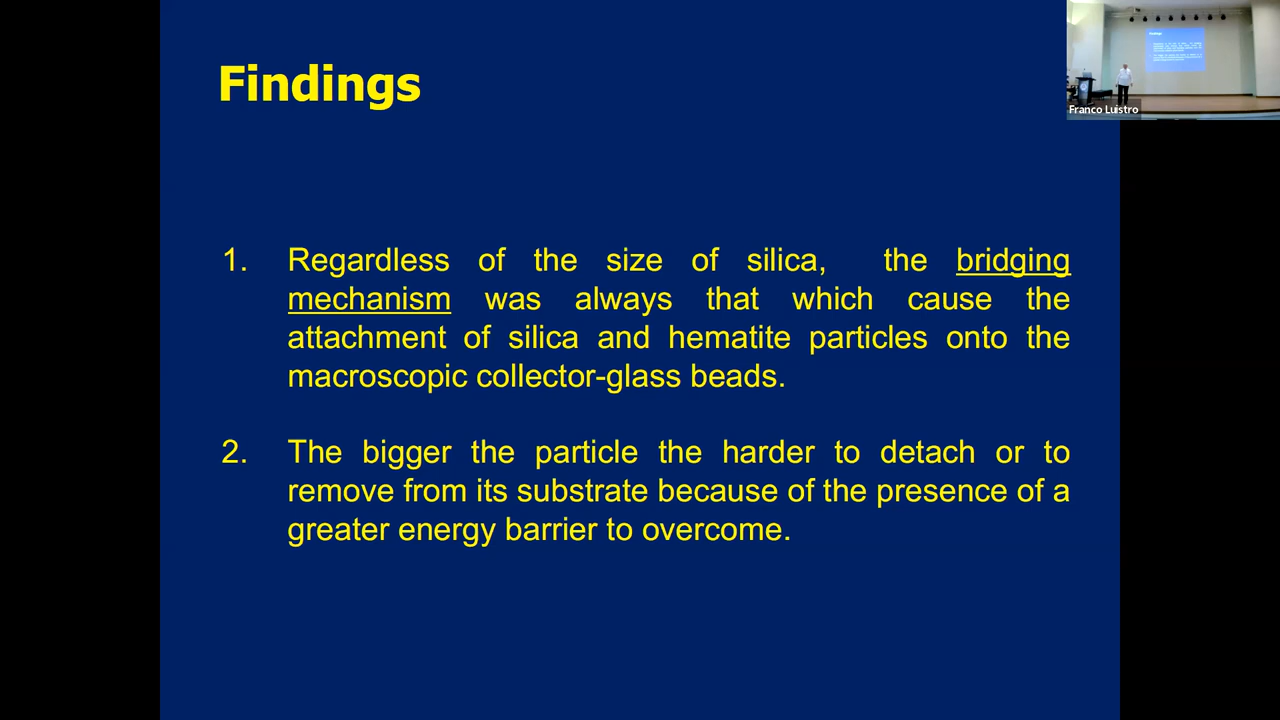 Findings
Franco Luistro
1. Regardless of the size of silica, the bridging
mechanism was always that which cause the
attachment of silica and hematite particles onto the
macroscopic collector-glass beads.
2. The bigger the particle the harder to detach or to
remove from its substrate because of the presence of a
greater energy barrier to overcome.